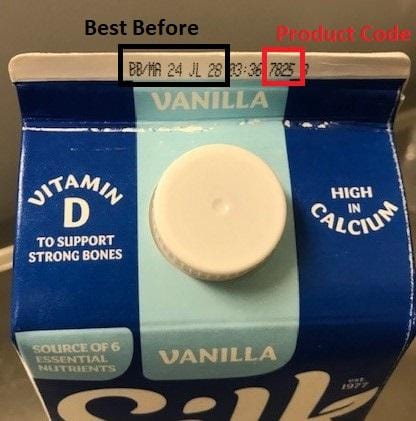 Best Before
Product Code
BB/MA 24 JL 28 03:36 7825
VANILLA
VITAMIN
D
TO SUPPORT
STRONG BONES
HIGH
IN
CALCIUM
SOURCE OF 6
ESSENTIAL
NUTRIENTS
VANILLA
EST.
1977
Silk